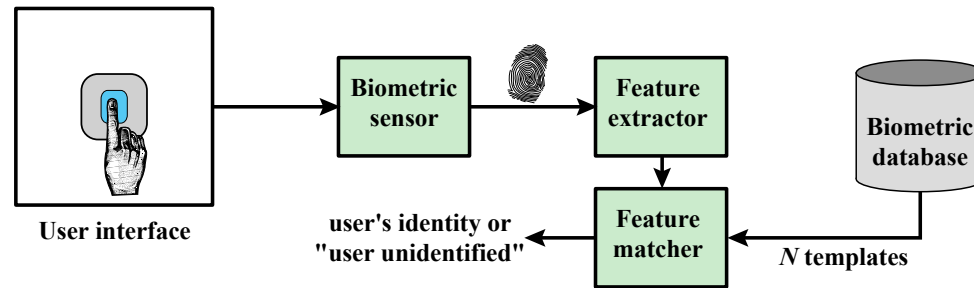 Biometric
sensor
Feature
extractor
Biometric
database
User interface
user's identity or
"user unidentified"
Feature
matcher
N templates